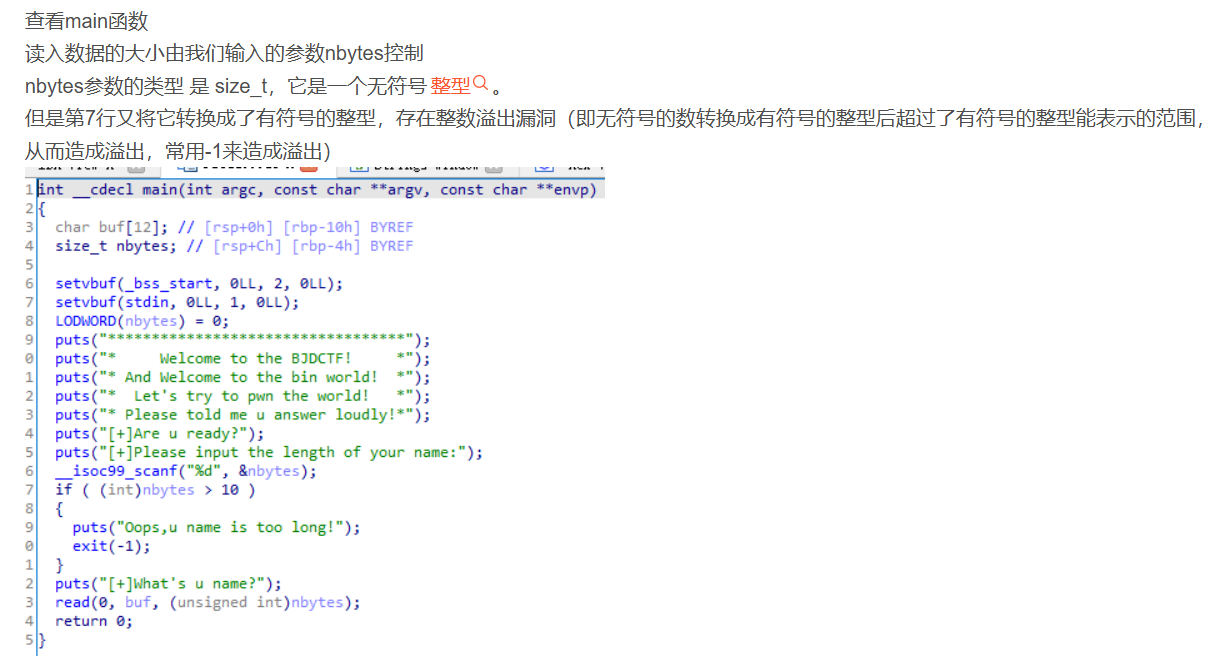 查看main函数
读入数据的大小由我们输入的参数nbytes控制
nbytes参数的类型 是 size_t，它是一个无符号 整型 。
但是第7行又将它转换成了有符号的整型，存在整数溢出漏洞（即无符号的数转换成有符号的整型后超过了有符号的整型能表示的范围，
从而造成溢出，常用-1来造成溢出）
1 int __cdecl main(int argc, const char **argv, const char **envp)
2 {
3 char buf[12]; // [rsp+0h] [rbp-10h] BYREF
4 size_t nbytes; // [rsp+Ch] [rbp-4h] BYREF
5
6 setvbuf(_bss_start, 0LL, 2, 0LL);
7 setvbuf(stdin, 0LL, 1, 0LL);
8 LODWORD(nbytes) = 0;
9 puts("**********************************");
0 puts("*     Welcome to the BJDCTF!     *");
1 puts("* And Welcome to the bin world!  *");
2 puts("*  Let's try to pwn the world!   *");
3 puts("* Please told me u answer loudly!*");
4 puts("[+]Are u ready?");
5 puts("[+]Please input the length of your name:");
6 __isoc99_scanf("%d", &nbytes);
7 if ( (int)nbytes > 10 )
8 {
9 puts("Oops,u name is too long!");
0 exit(-1);
1 }
2 puts("[+]What's u name?");
3 read(0, buf, (unsigned int)nbytes);
4 return 0;
5 }